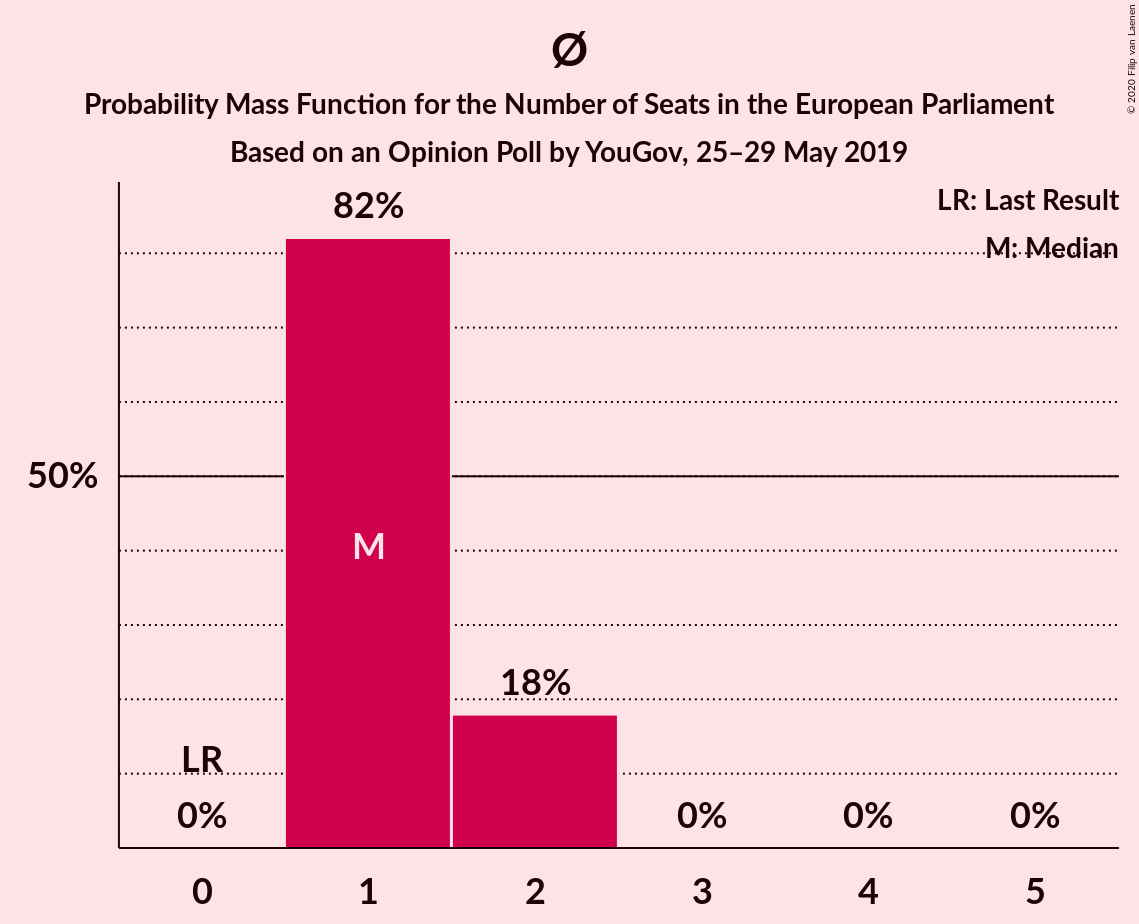 Ø
Probability Mass Function for the Number of Seats in the European Parliament
Based on an Opinion Poll by YouGov, 25–29 May 2019
© 2020 Filip van Laenen
LR: Last Result
M: Median
82%
50%
M
18%
LR
0%
0%
0%
0%
0
1
2
3
4
5